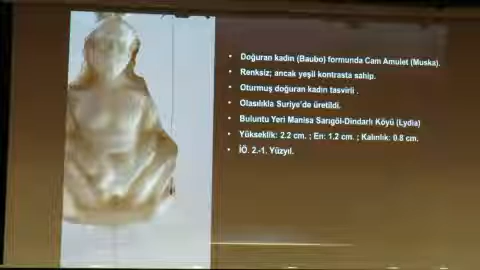 Doğuran kadın (Baubo) formunda Cam Amulet (Muska).
Renksiz; ancak yeşil kontrasta sahip.
Oturmuş doğuran kadın tasvirli .
Olasılıkla Suriye'de üretildi.
Buluntu Yeri Manisa Sarıgöl-Dindarlı Köyü (Lydia)
Yükseklik: 2.2 cm. ; En: 1.2 cm. ; Kalınlık: 0.8 cm.
İÖ. 2.-1. Yüzyıl.